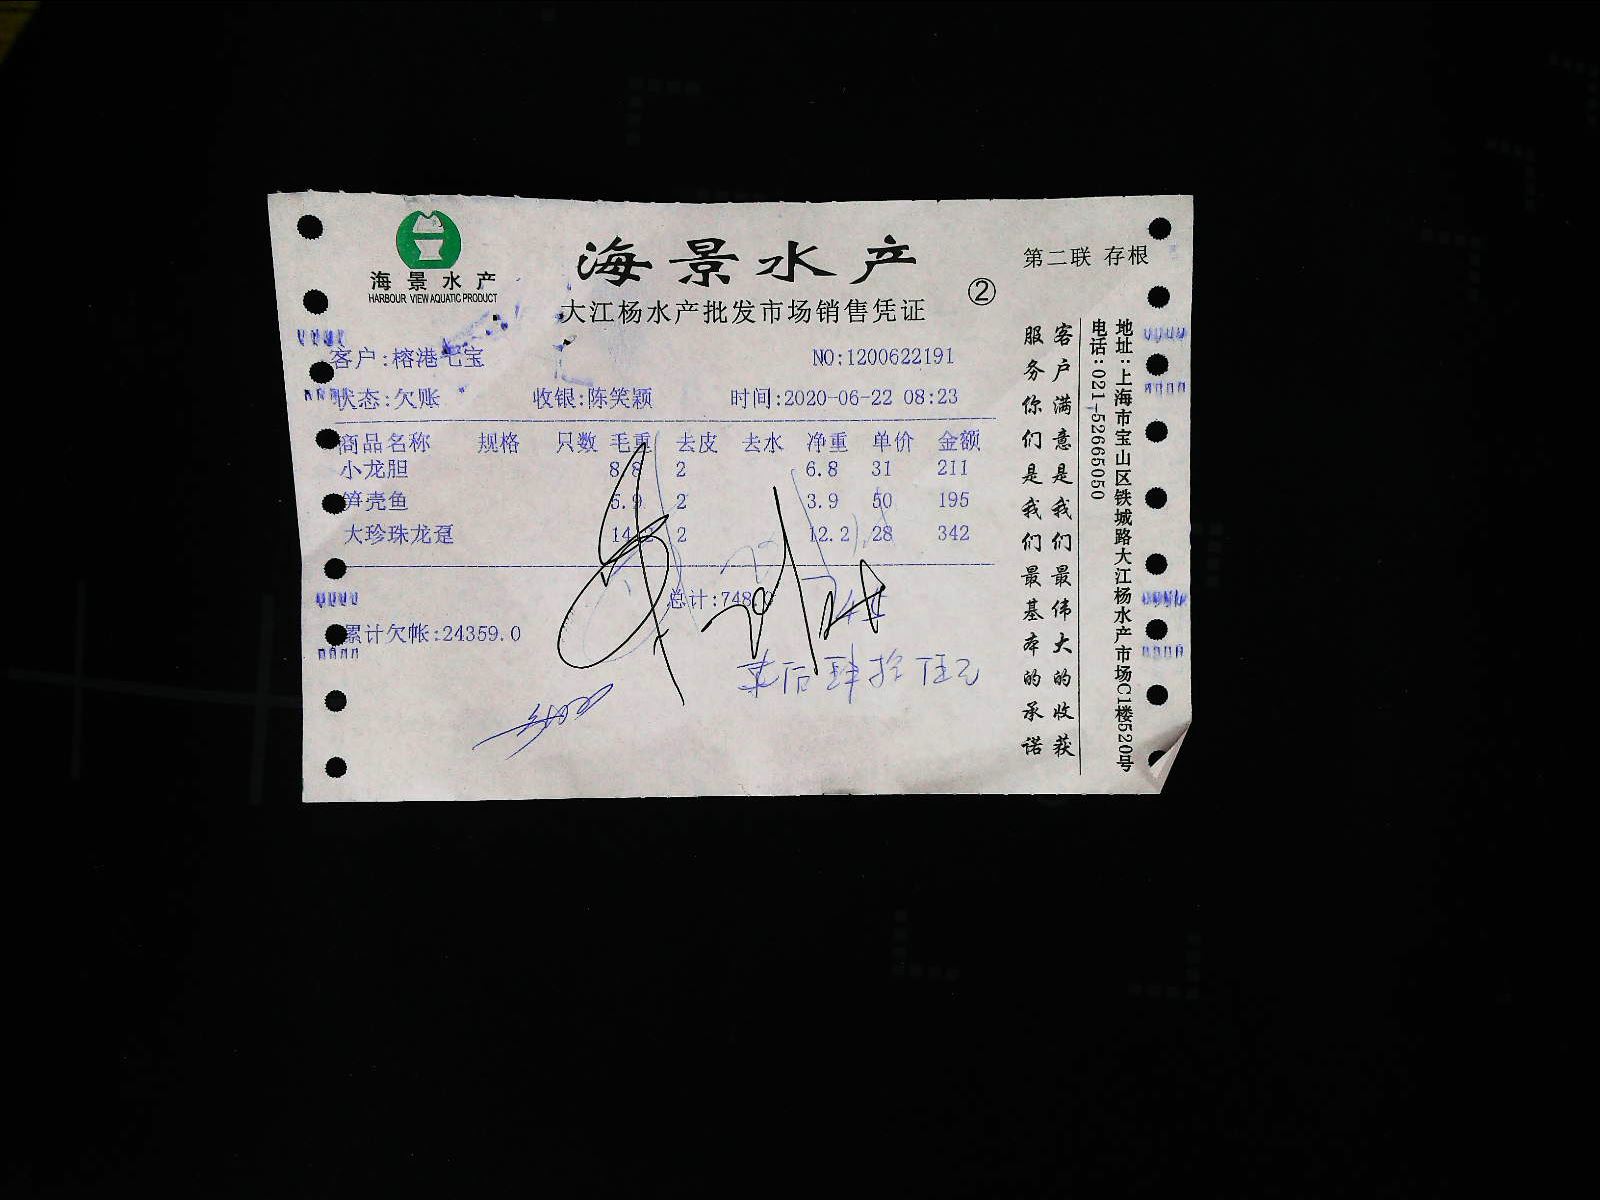 海景水产
HARBOUR VIEW AQUATIC PRODUCT
海景水产
大江杨水产批发市场销售凭证
②
第二联 存根
客户:榕港七宝 NO:1200622191
状态:欠账 收银:陈笑颖 时间:2020-06-22 08:23
商品名称 规格 只数 毛重 去皮 去水 净重 单价 金额
小龙胆 8.8 2 6.8 31 211
笋壳鱼 5.9 2 3.9 50 195
大珍珠龙趸 14.2 2 12.2 28 342
总计:748.0
累计欠帐:24359.0
客户满意是我们最伟大的收获
服务你们是我们最基本的承诺
地址:上海市宝山区铁城路大江杨水产市场C1楼520号
电话:021-52665050